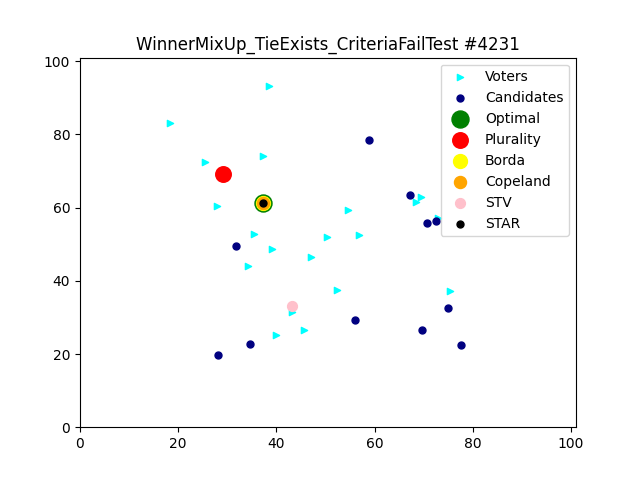 WinnerMixUp_TieExists_CriteriaFailTest #4231
Voters
Candidates
Optimal
Plurality
Borda
Copeland
STV
STAR
100
80
60
40
20
0
0 20 40 60 80 100